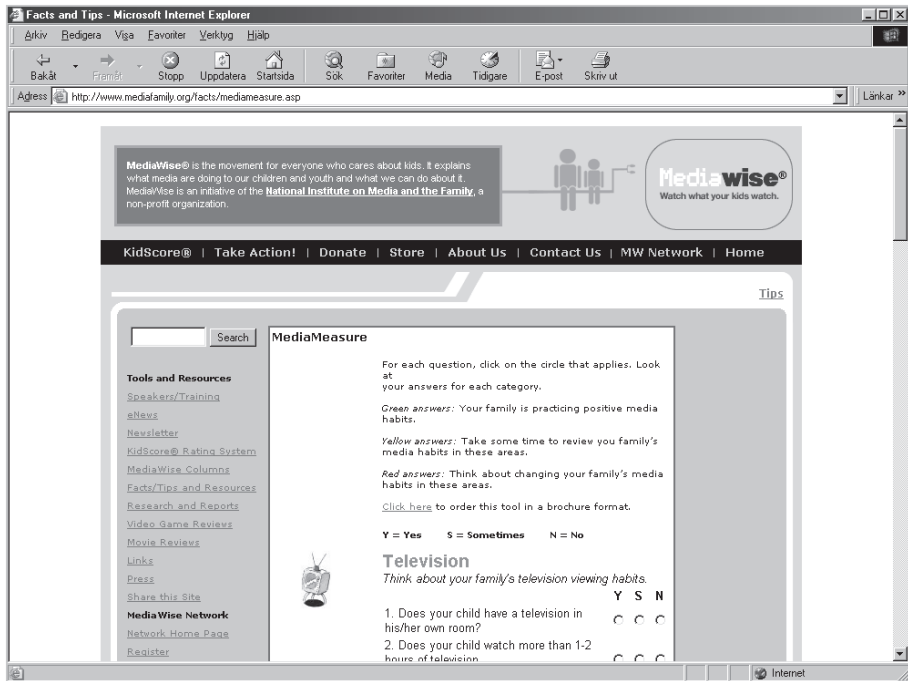 Facts and Tips - Microsoft Internet Explorer
Arkiv Redigera Visa Favoriter Verktyg Hjälp
Bakåt Framåt Stopp Uppdatera Startsida Sök Favoriter Media Tidigare E-post Skriv ut
Adress http://www.mediafamily.org/facts/mediameasure.asp Länkar »
MediaWise® is the movement for everyone who cares about kids. It explains
what media are doing to our children and youth and what we can do about it.
MediaWise is an initiative of the National Institute on Media and the Family, a
non-profit organization.
Mediawise®
Watch what your kids watch.
KidScore® | Take Action! | Donate | Store | About Us | Contact Us | MW Network | Home
Tips
Search
Tools and Resources
Speakers/Training
eNews
Newsletter
KidScore® Rating System
MediaWise Columns
Facts/Tips and Resources
Research and Reports
Video Game Reviews
Movie Reviews
Links
Press
Share this Site
MediaWise Network
Network Home Page
Register
MediaMeasure
For each question, click on the circle that applies. Look
at
your answers for each category.
Green answers: Your family is practicing positive media
habits.
Yellow answers: Take some time to review you family's
media habits in these areas.
Red answers: Think about changing your family's media
habits in these areas.
Click here to order this tool in a brochure format.
Y = Yes S = Sometimes N = No
Television
Think about your family's television viewing habits.
Y S N
1. Does your child have a television in
his/her own room?
2. Does your child watch more than 1-2
hours of television
Internet